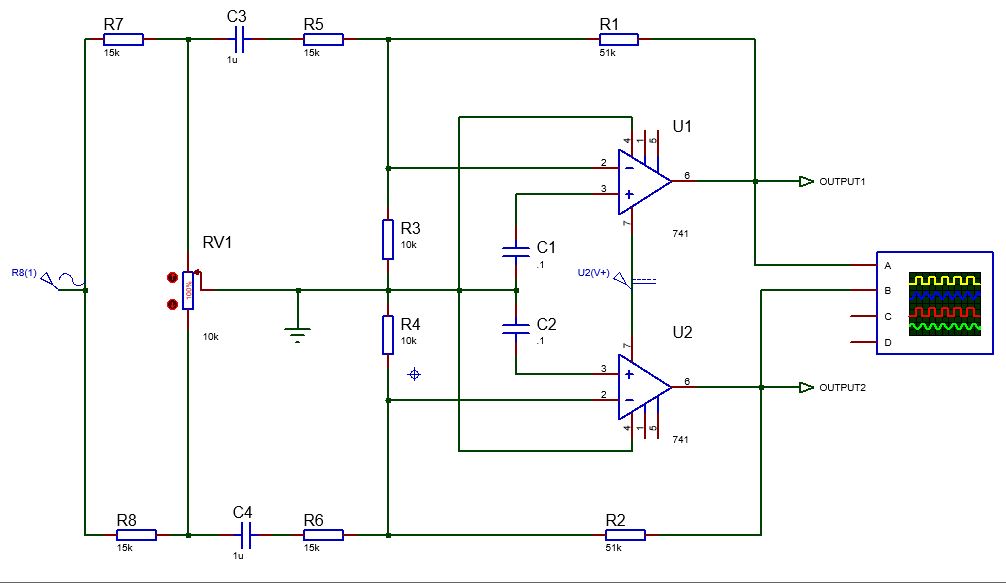 C3
R7
R5
R1
15k
1u
15k
51k
U1
4
1
5
2
6
OUTPUT1
3
7
741
R3
10k
RV1
C1
.1
A
R8(1)
U2(V+)
B
100%
C
R4
10k
C2
.1
U2
10k
7
D
3
6
OUTPUT2
2
4
1
5
741
R8
C4
R6
R2
15k
1u
15k
51k